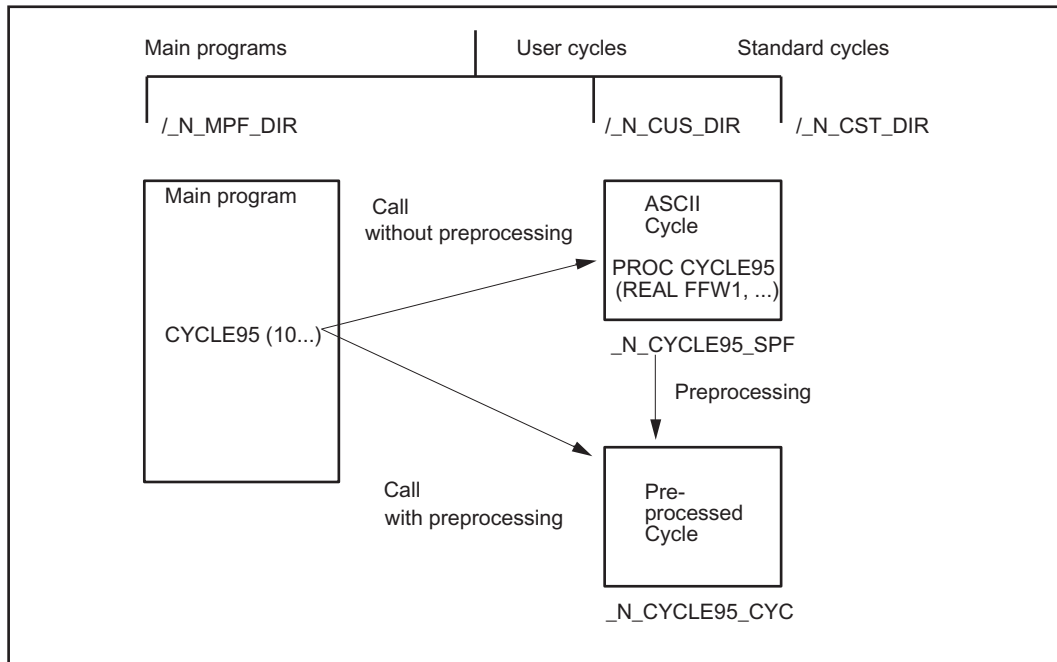 Main programs
User cycles
Standard cycles
/_N_MPF_DIR
/_N_CUS_DIR
/_N_CST_DIR
Main program
Call
without preprocessing
ASCII
Cycle
PROC CYCLE95
(REAL FFW1, ...)
CYCLE95 (10...)
_N_CYCLE95_SPF
Preprocessing
Call
with preprocessing
Pre-
processed
Cycle
_N_CYCLE95_CYC